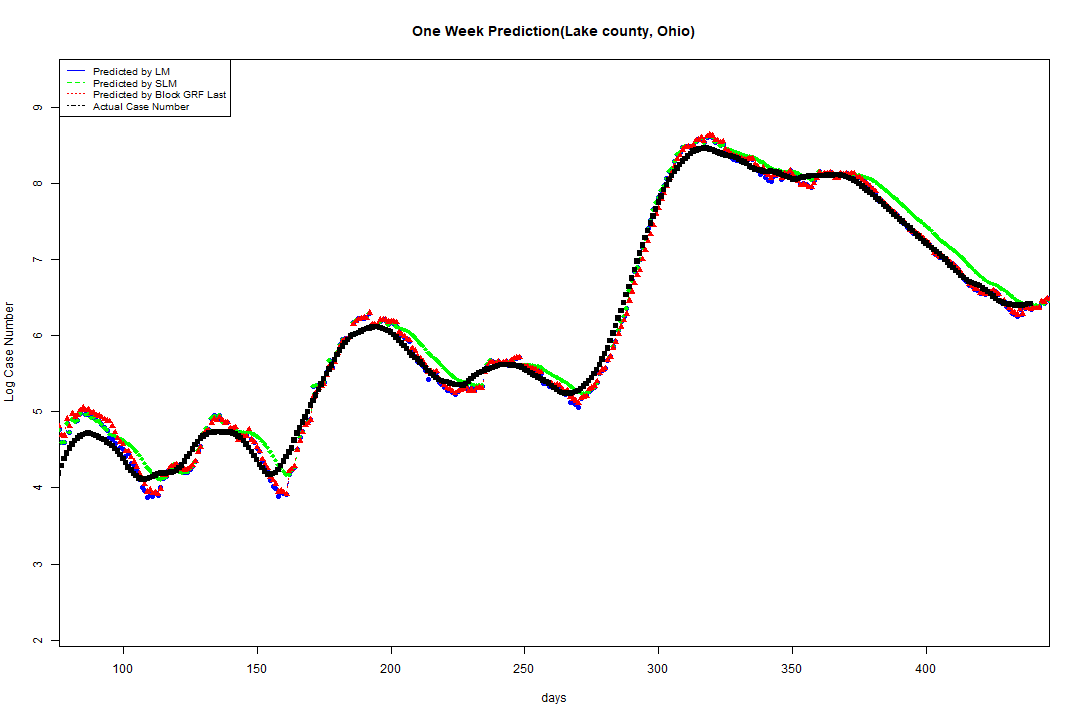 One Week Prediction(Lake county, Ohio)
Predicted by LM
Predicted by SLM
Predicted by Block GRF Last
Actual Case Number
9
8
7
6
5
4
3
2
Log Case Number
100 150 200 250 300 350 400
days